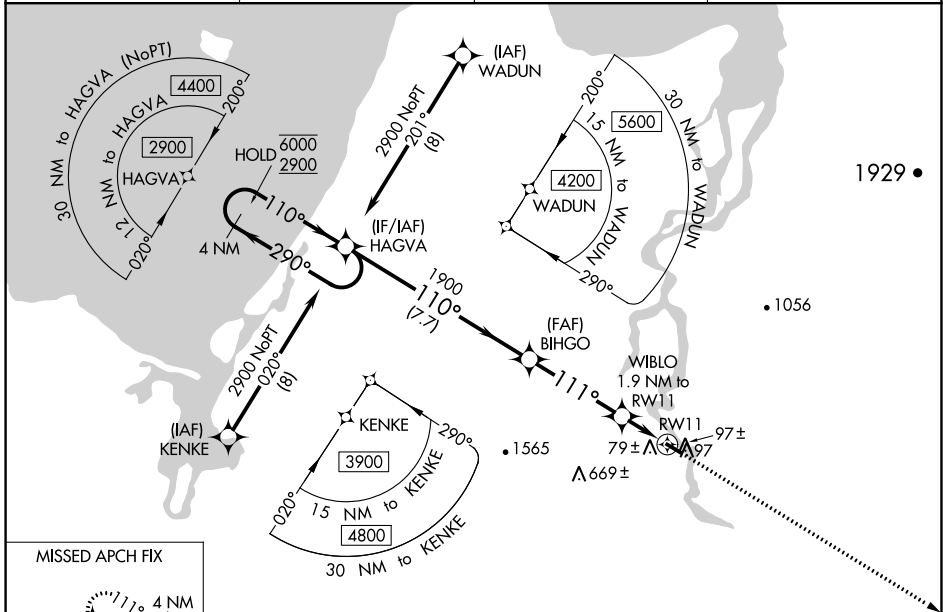 30 NM to HAGVA (NoPT)
4400
200°
12 NM to HAGVA
2900
HAGVA
020°
HOLD
6000
2900
110°
4 NM
290°
(IAF)
WADUN
2900 NoPT
201°
(8)
(IF/IAF)
HAGVA
200°
30 NM to WADUN
5600
15 NM to WADUN
4200
WADUN
290°
1929
1056
1900
110°
(7.7)
(FAF)
BIHGO
111°
WIBLO
1.9 NM to
RW11
RW11
97±
79±
97
2900 NoPT
020°
(8)
(IAF)
KENKE
KENKE
290°
3900
020°
15 NM to KENKE
4800
30 NM to KENKE
1565
669±
MISSED APCH FIX
111°
4 NM